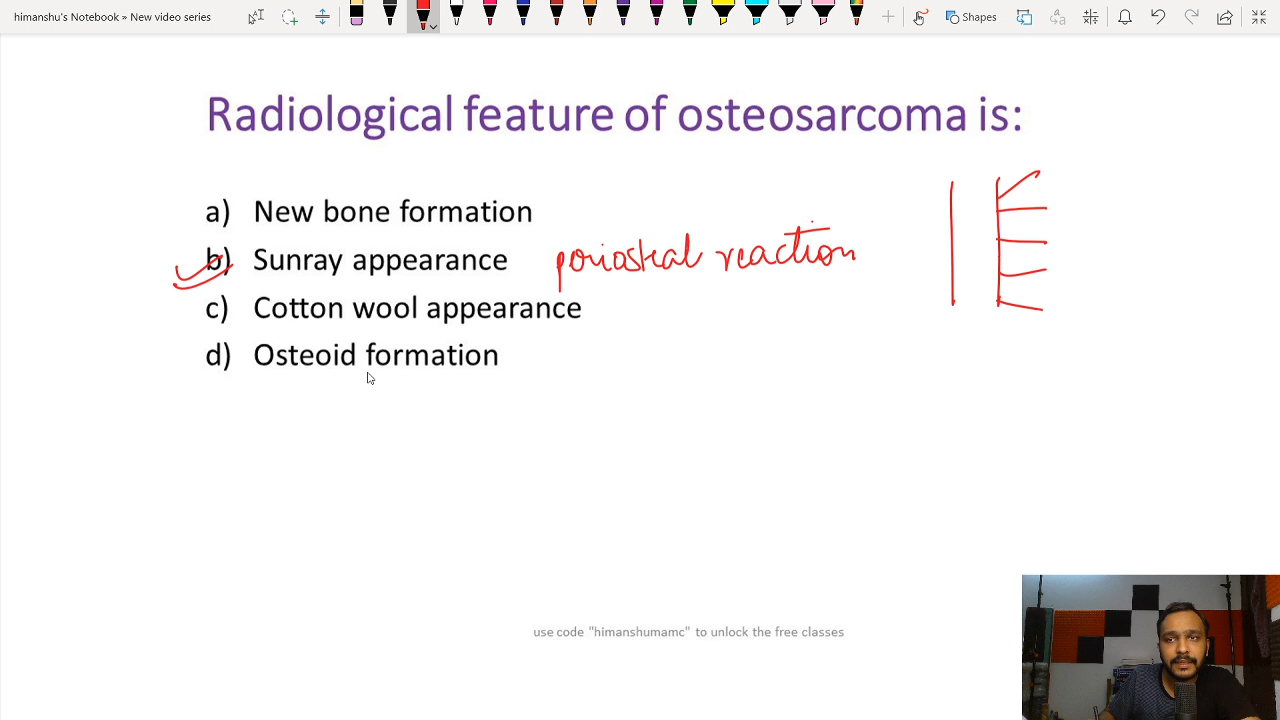 himanshu's Notebook » New video series
Shapes
Radiological feature of osteosarcoma is:
a) New bone formation
b) Sunray appearance periosteal reaction
c) Cotton wool appearance
d) Osteoid formation
use code "himanshumamc" to unlock the free classes